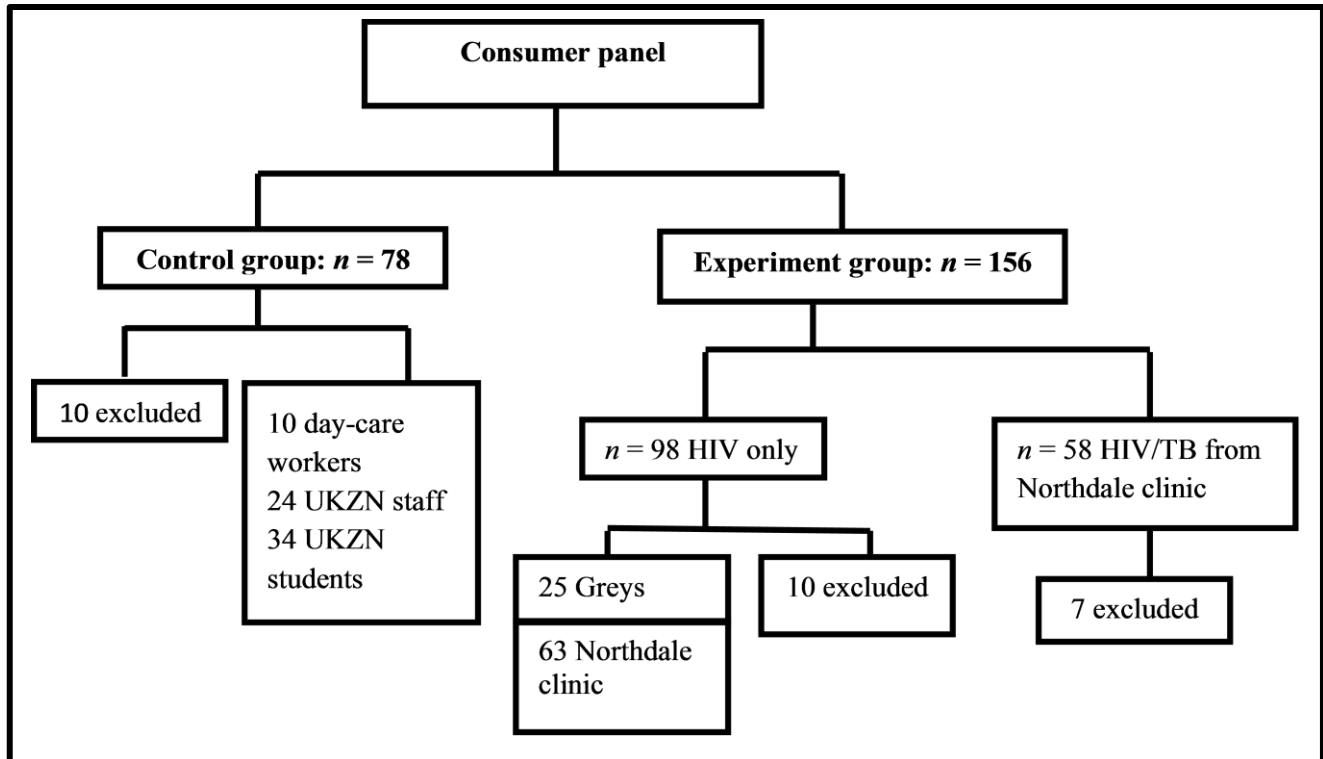 Consumer panel
Control group: n = 78
Experiment group: n = 156
10 excluded
10 day-care
workers
24 UKZN staff
34 UKZN
students
n = 98 HIV only
n = 58 HIV/TB from
Northdale clinic
25 Greys
63 Northdale
clinic
10 excluded
7 excluded